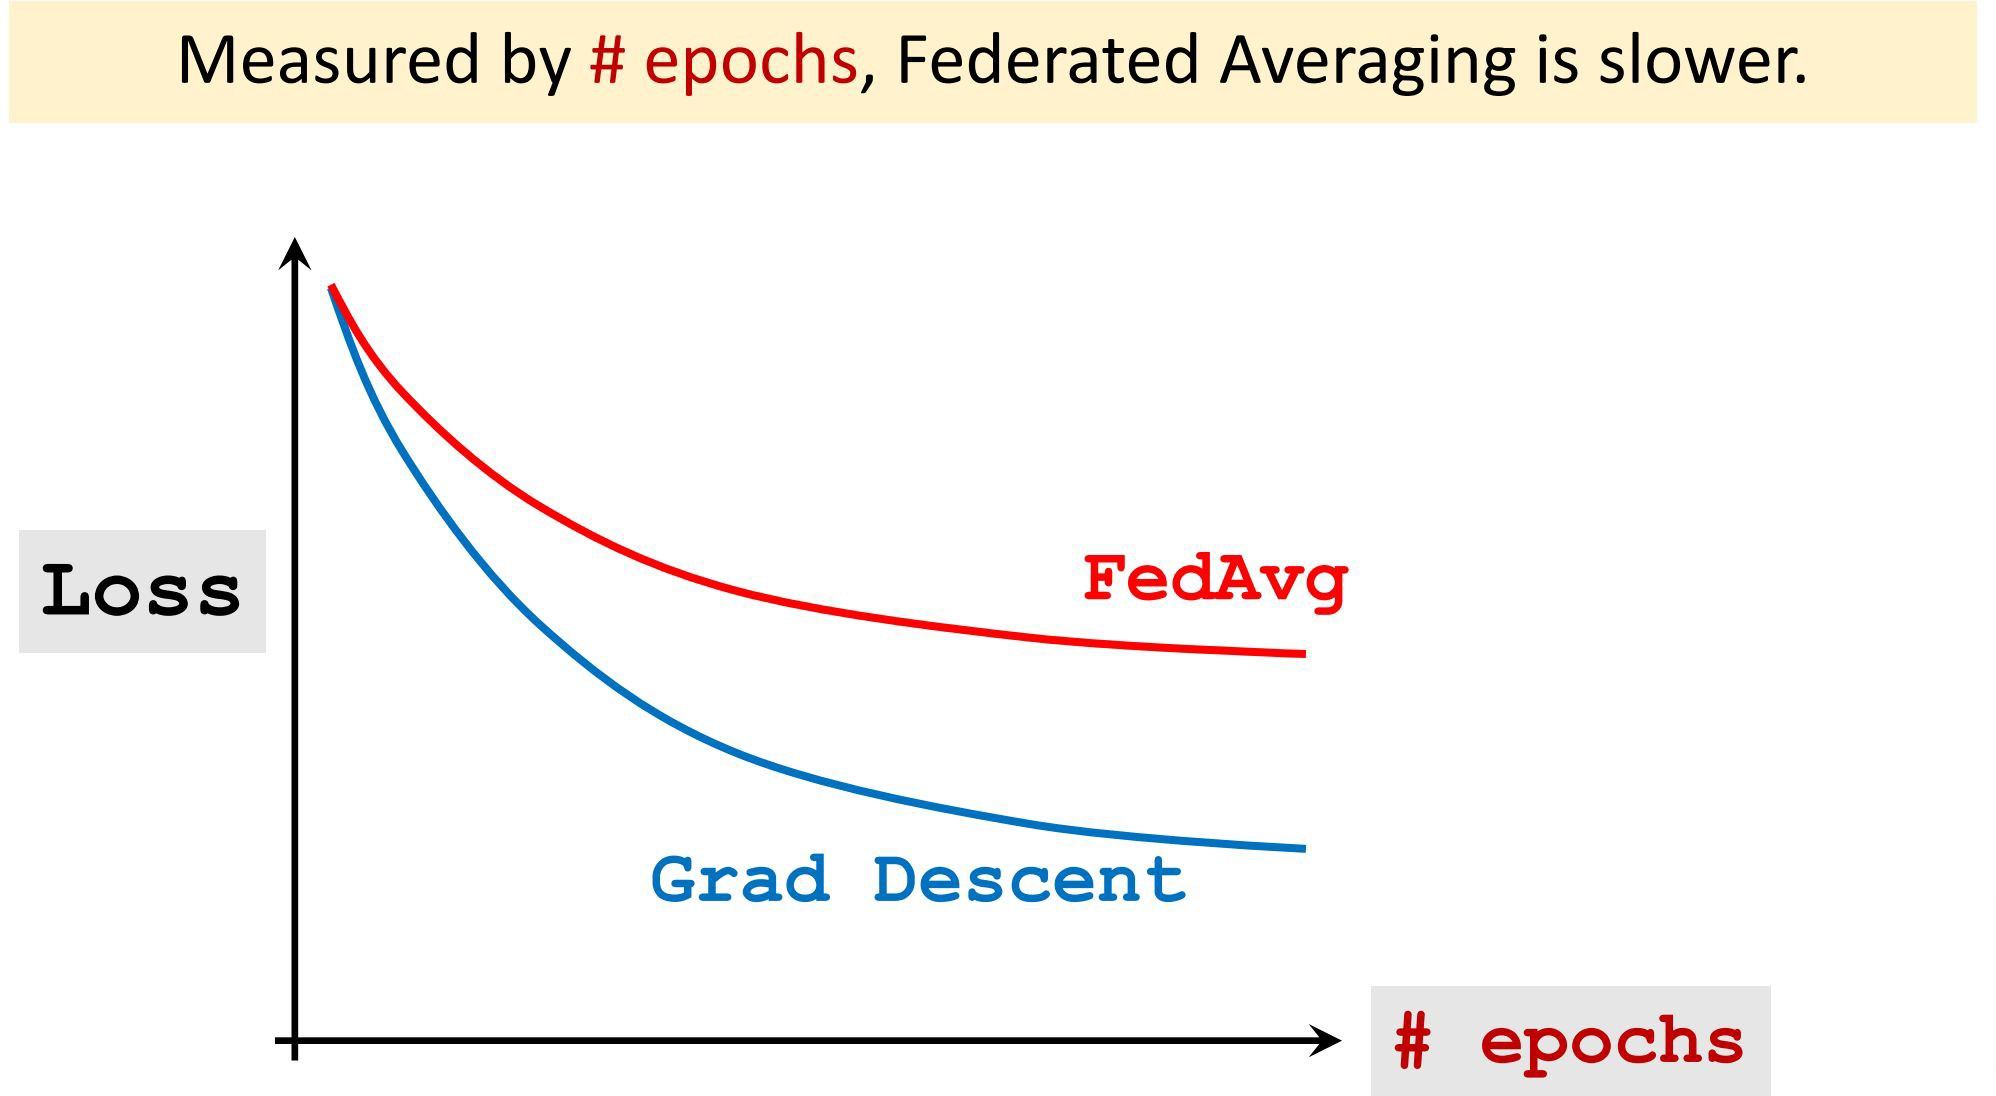 Measured by # epochs, Federated Averaging is slower.
FedAvg
Loss
Grad Descent
# epochs